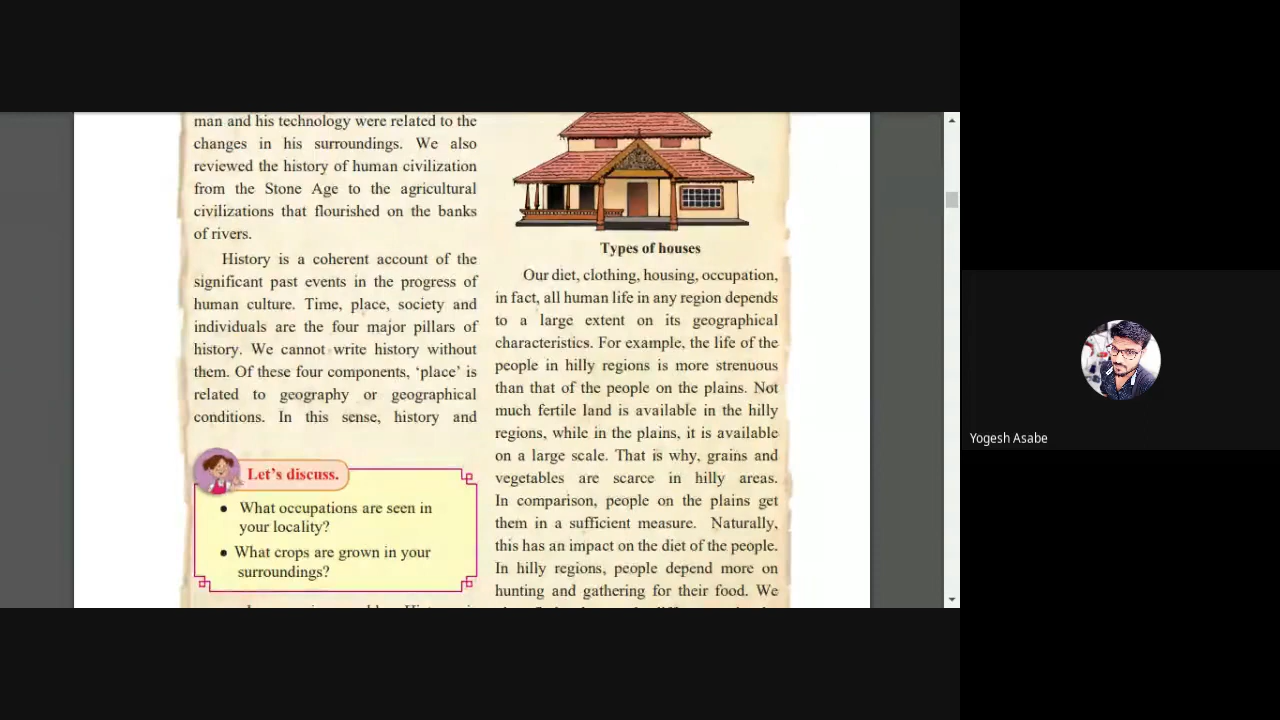 man and his technology were related to the
changes in his surroundings. We also
reviewed the history of human civilization
from the Stone Age to the agricultural
civilizations that flourished on the banks
of rivers.
History is a coherent account of the
significant past events in the progress of
human culture. Time, place, society and
individuals are the four major pillars of
history. We cannot write history without
them. Of these four components, ‘place’ is
related to geography or geographical
conditions. In this sense, history and
Let’s discuss.
● What occupations are seen in
your locality?
● What crops are grown in your
surroundings?
Types of houses
Our diet, clothing, housing, occupation,
in fact, all human life in any region depends
to a large extent on its geographical
characteristics. For example, the life of the
people in hilly regions is more strenuous
than that of the people on the plains. Not
much fertile land is available in the hilly
regions, while in the plains, it is available
on a large scale. That is why, grains and
vegetables are scarce in hilly areas.
In comparison, people on the plains get
them in a sufficient measure. Naturally,
this has an impact on the diet of the people.
In hilly regions, people depend more on
hunting and gathering for their food. We
Yogesh Asabe